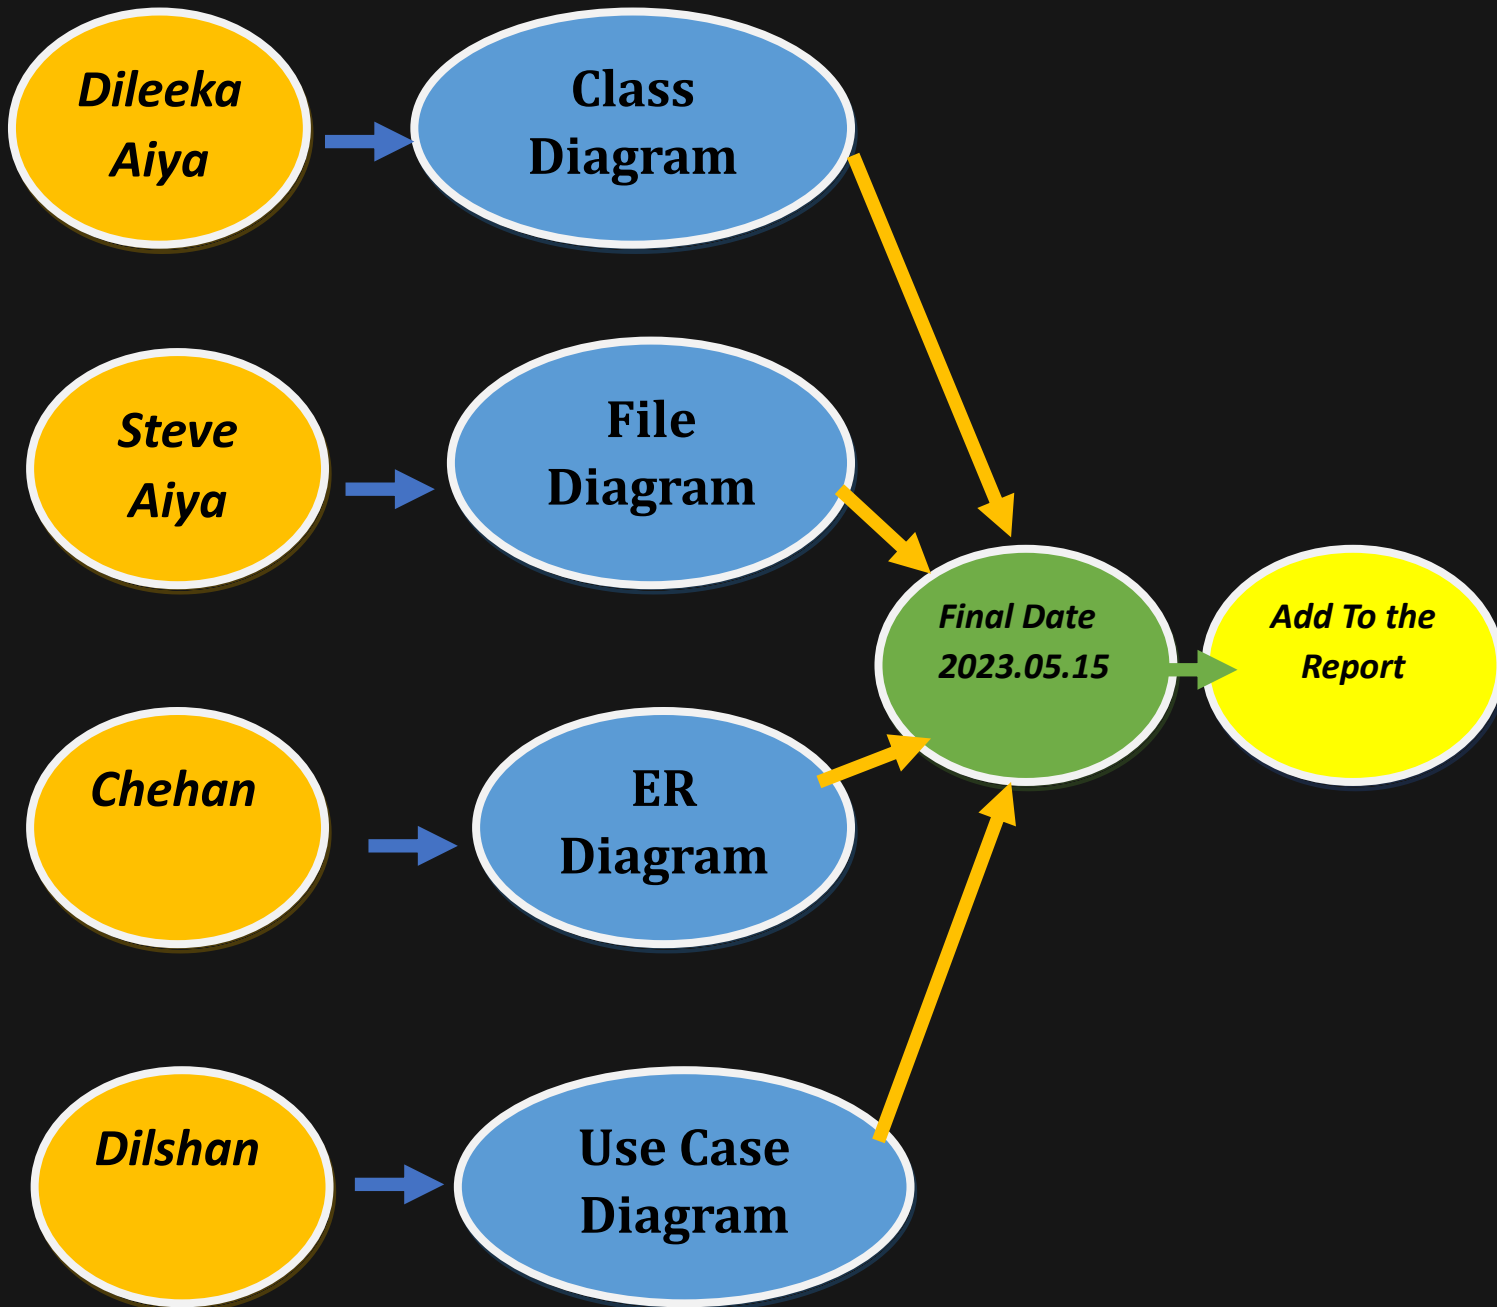 Dileeka
Aiya
Class
Diagram
Steve
Aiya
File
Diagram
Final Date
2023.05.15
Add To the
Report
Chehan
ER
Diagram
Dilshan
Use Case
Diagram